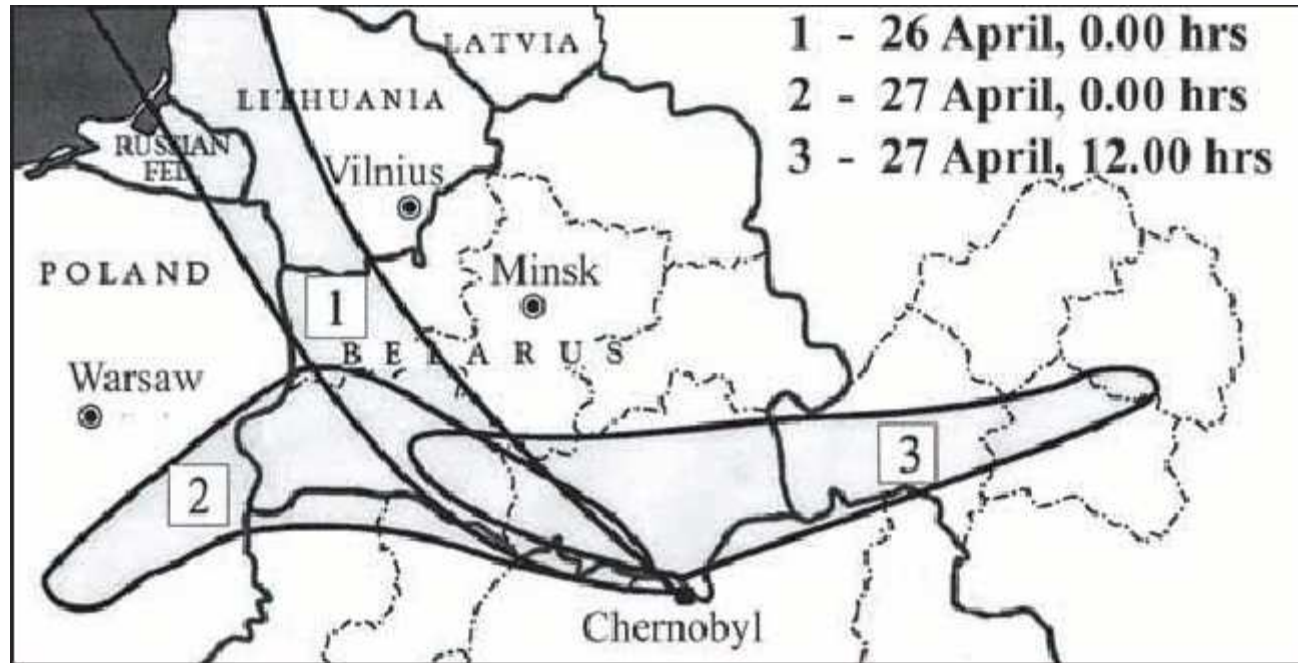 1 - 26 April, 0.00 hrs
2 - 27 April, 0.00 hrs
3 - 27 April, 12.00 hrs
LATVIA
LITHUANIA
RUSSIAN
FED
Vilnius
POLAND
Minsk
1
BELARUS
Warsaw
3
2
Chernobyl